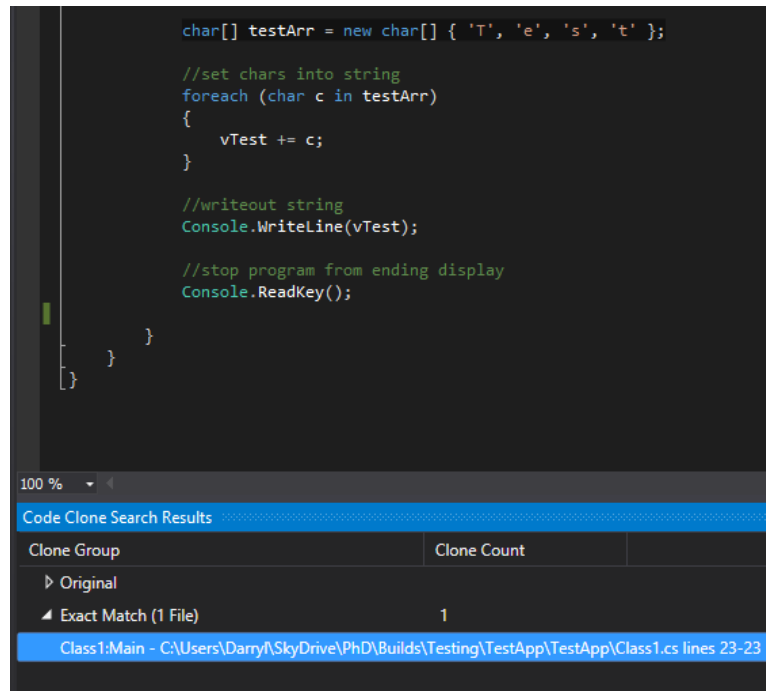 char[] testArr = new char[] { 'T', 'e', 's', 't' };
//set chars into string
foreach (char c in testArr)
{
vTest += c;
}
//writeout string
Console.WriteLine(vTest);
//stop program from ending display
Console.ReadKey();
}
}
}
100 %
Code Clone Search Results
Clone Group Clone Count
Original
Exact Match (1 File) 1
Class1:Main - C:\Users\Darryl\SkyDrive\PhD\Builds\Testing\TestApp\TestApp\Class1.cs lines 23-23